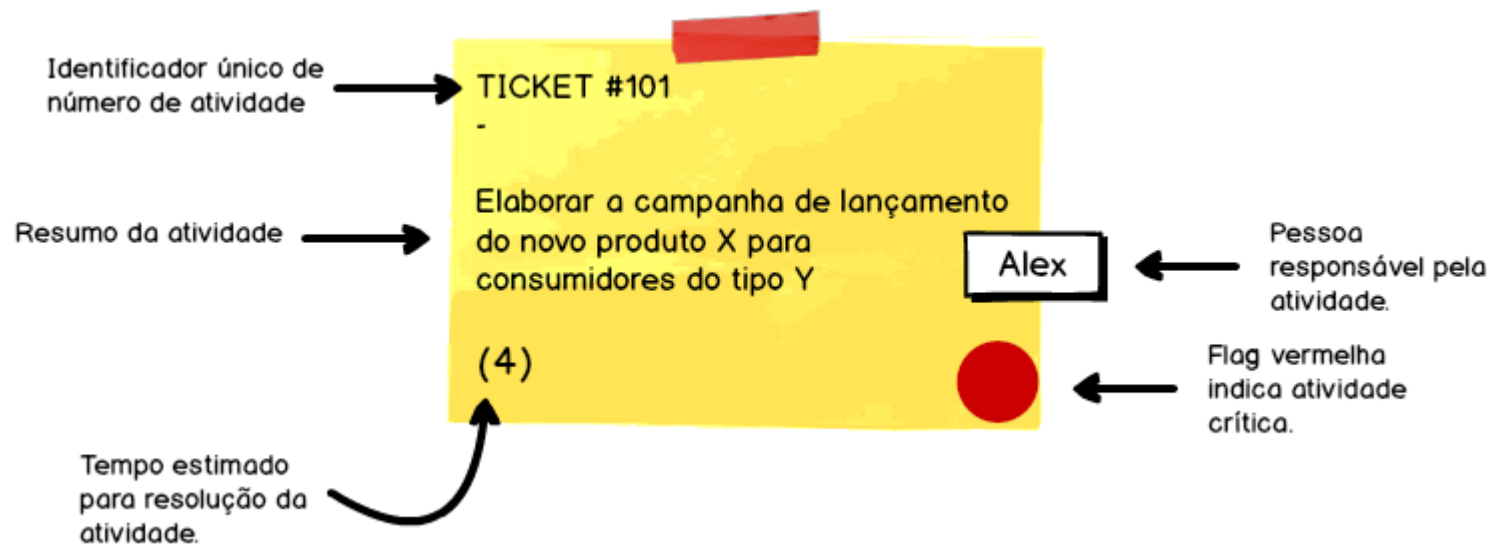 Identificador único de
número de atividade
TICKET #101
-
Resumo da atividade
Elaborar a campanha de lançamento
do novo produto X para
consumidores do tipo Y
Alex
Pessoa
responsável pela
atividade.
(4)
Flag vermelha
indica atividade
crítica.
Tempo estimado
para resolução da
atividade.